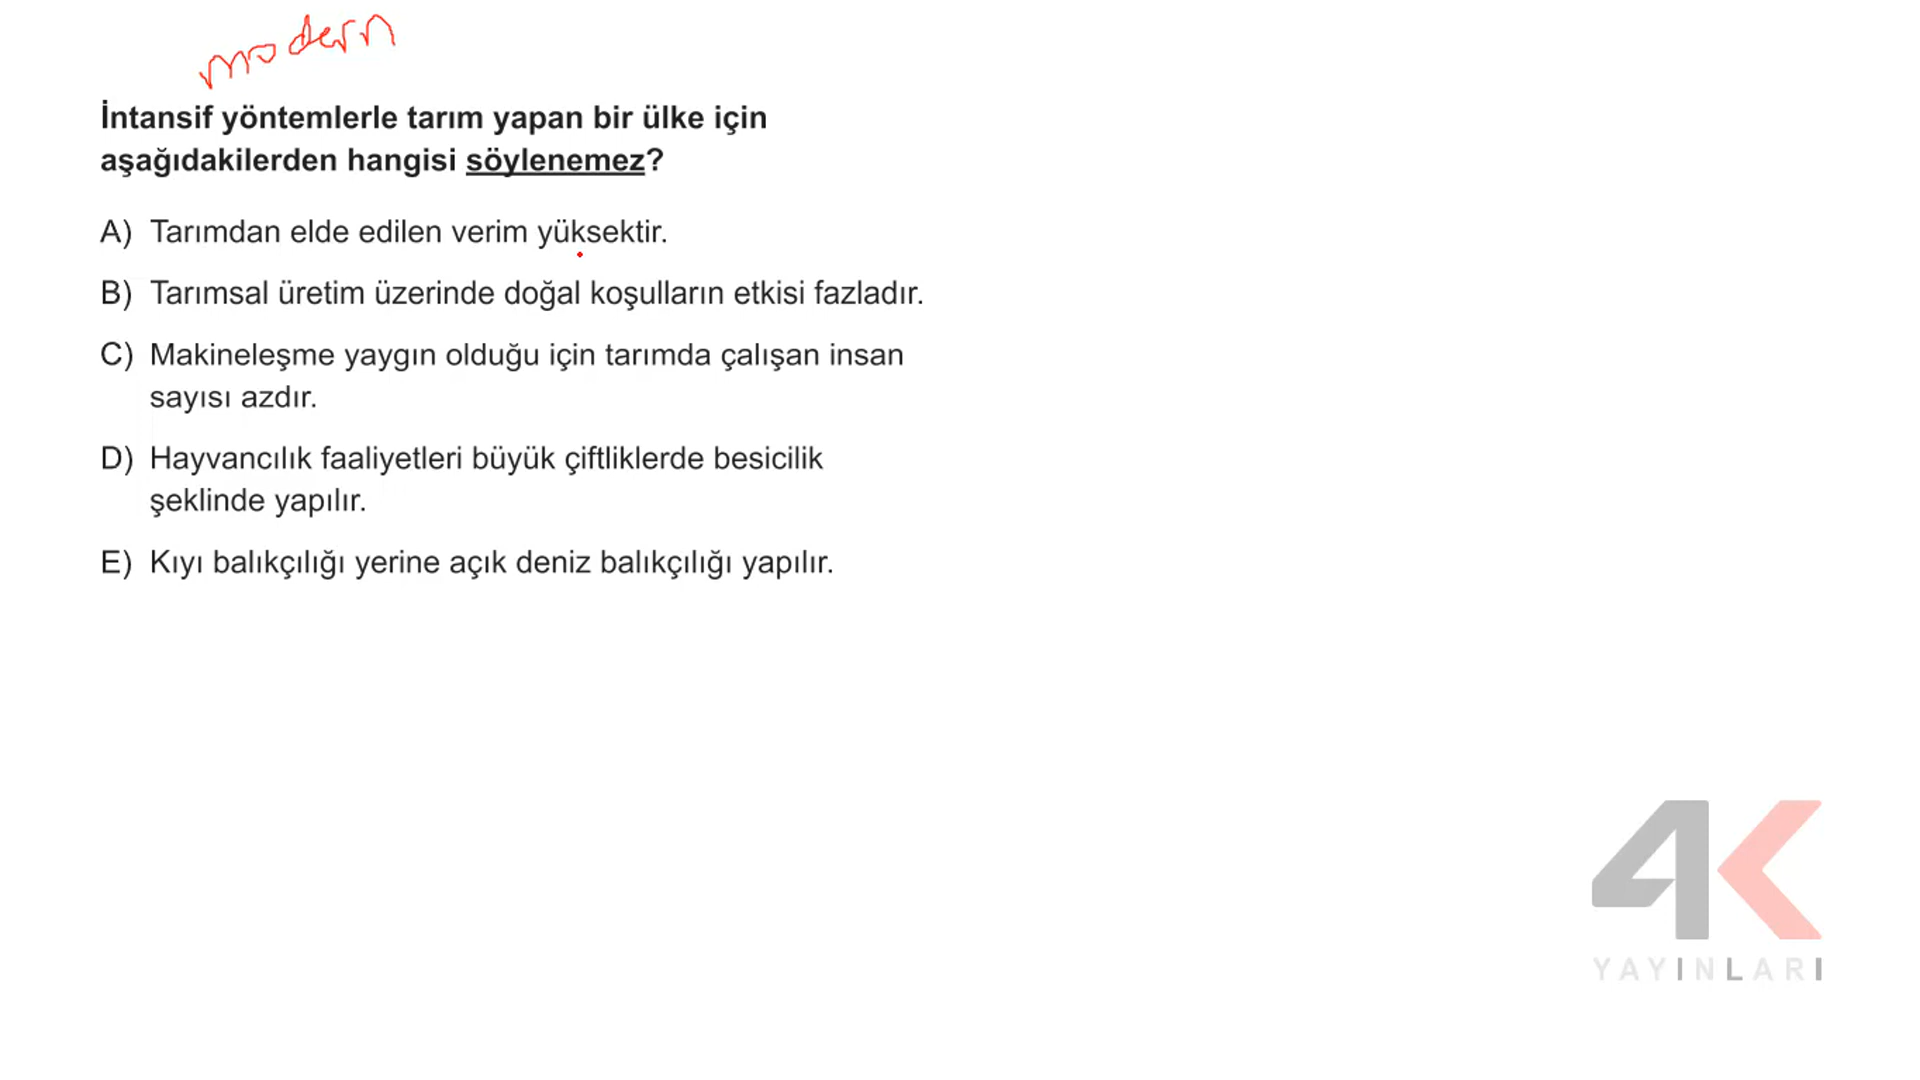 modern
İntansif yöntemlerle tarım yapan bir ülke için
aşağıdakilerden hangisi söylenemez?
A) Tarımdan elde edilen verim yüksektir.
B) Tarımsal üretim üzerinde doğal koşulların etkisi fazladır.
C) Makineleşme yaygın olduğu için tarımda çalışan insan
sayısı azdır.
D) Hayvancılık faaliyetleri büyük çiftliklerde besicilik
şeklinde yapılır.
E) Kıyı balıkçılığı yerine açık deniz balıkçılığı yapılır.
4K
YAYINLARI